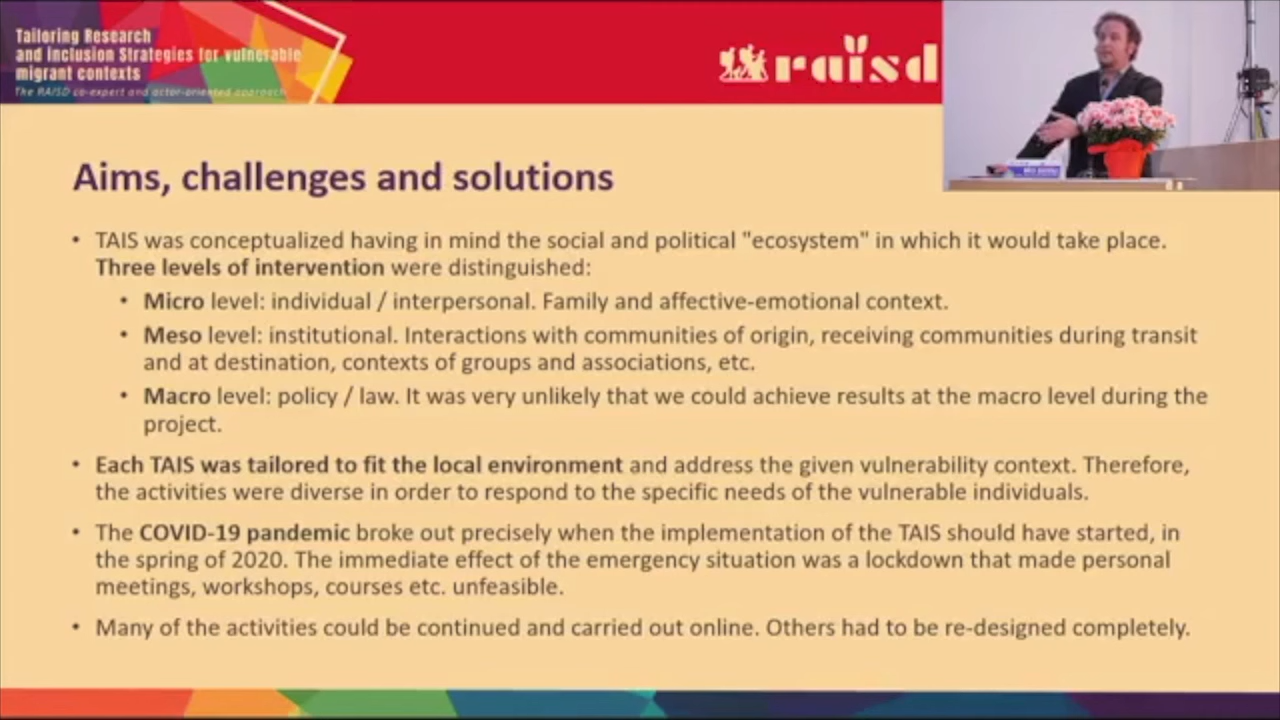 Tailoring Research
and Inclusion Strategies for vulnerable
migrant contexts
The RAISD co-expert and actor-oriented approach
raisd
Aims, challenges and solutions
• TAIS was conceptualized having in mind the social and political "ecosystem" in which it would take place.
Three levels of intervention were distinguished:
• Micro level: individual / interpersonal. Family and affective-emotional context.
• Meso level: institutional. Interactions with communities of origin, receiving communities during transit
and at destination, contexts of groups and associations, etc.
• Macro level: policy / law. It was very unlikely that we could achieve results at the macro level during the
project.
• Each TAIS was tailored to fit the local environment and address the given vulnerability context. Therefore,
the activities were diverse in order to respond to the specific needs of the vulnerable individuals.
• The COVID-19 pandemic broke out precisely when the implementation of the TAIS should have started, in
the spring of 2020. The immediate effect of the emergency situation was a lockdown that made personal
meetings, workshops, courses etc. unfeasible.
• Many of the activities could be continued and carried out online. Others had to be re-designed completely.